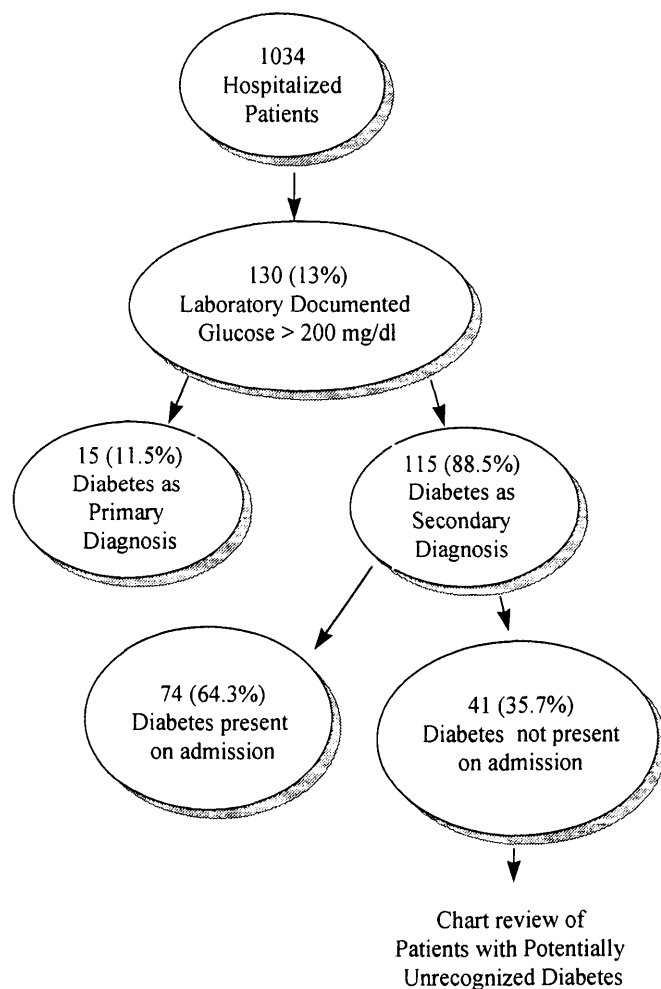 1034
Hospitalized
Patients
130 (13%)
Laboratory Documented
Glucose > 200 mg/dl
15 (11.5%)
Diabetes as
Primary
Diagnosis
115 (88.5%)
Diabetes as
Secondary
Diagnosis
74 (64.3%)
Diabetes present
on admission
41 (35.7%)
Diabetes not present
on admission
Chart review of
Patients with Potentially
Unrecognized Diabetes